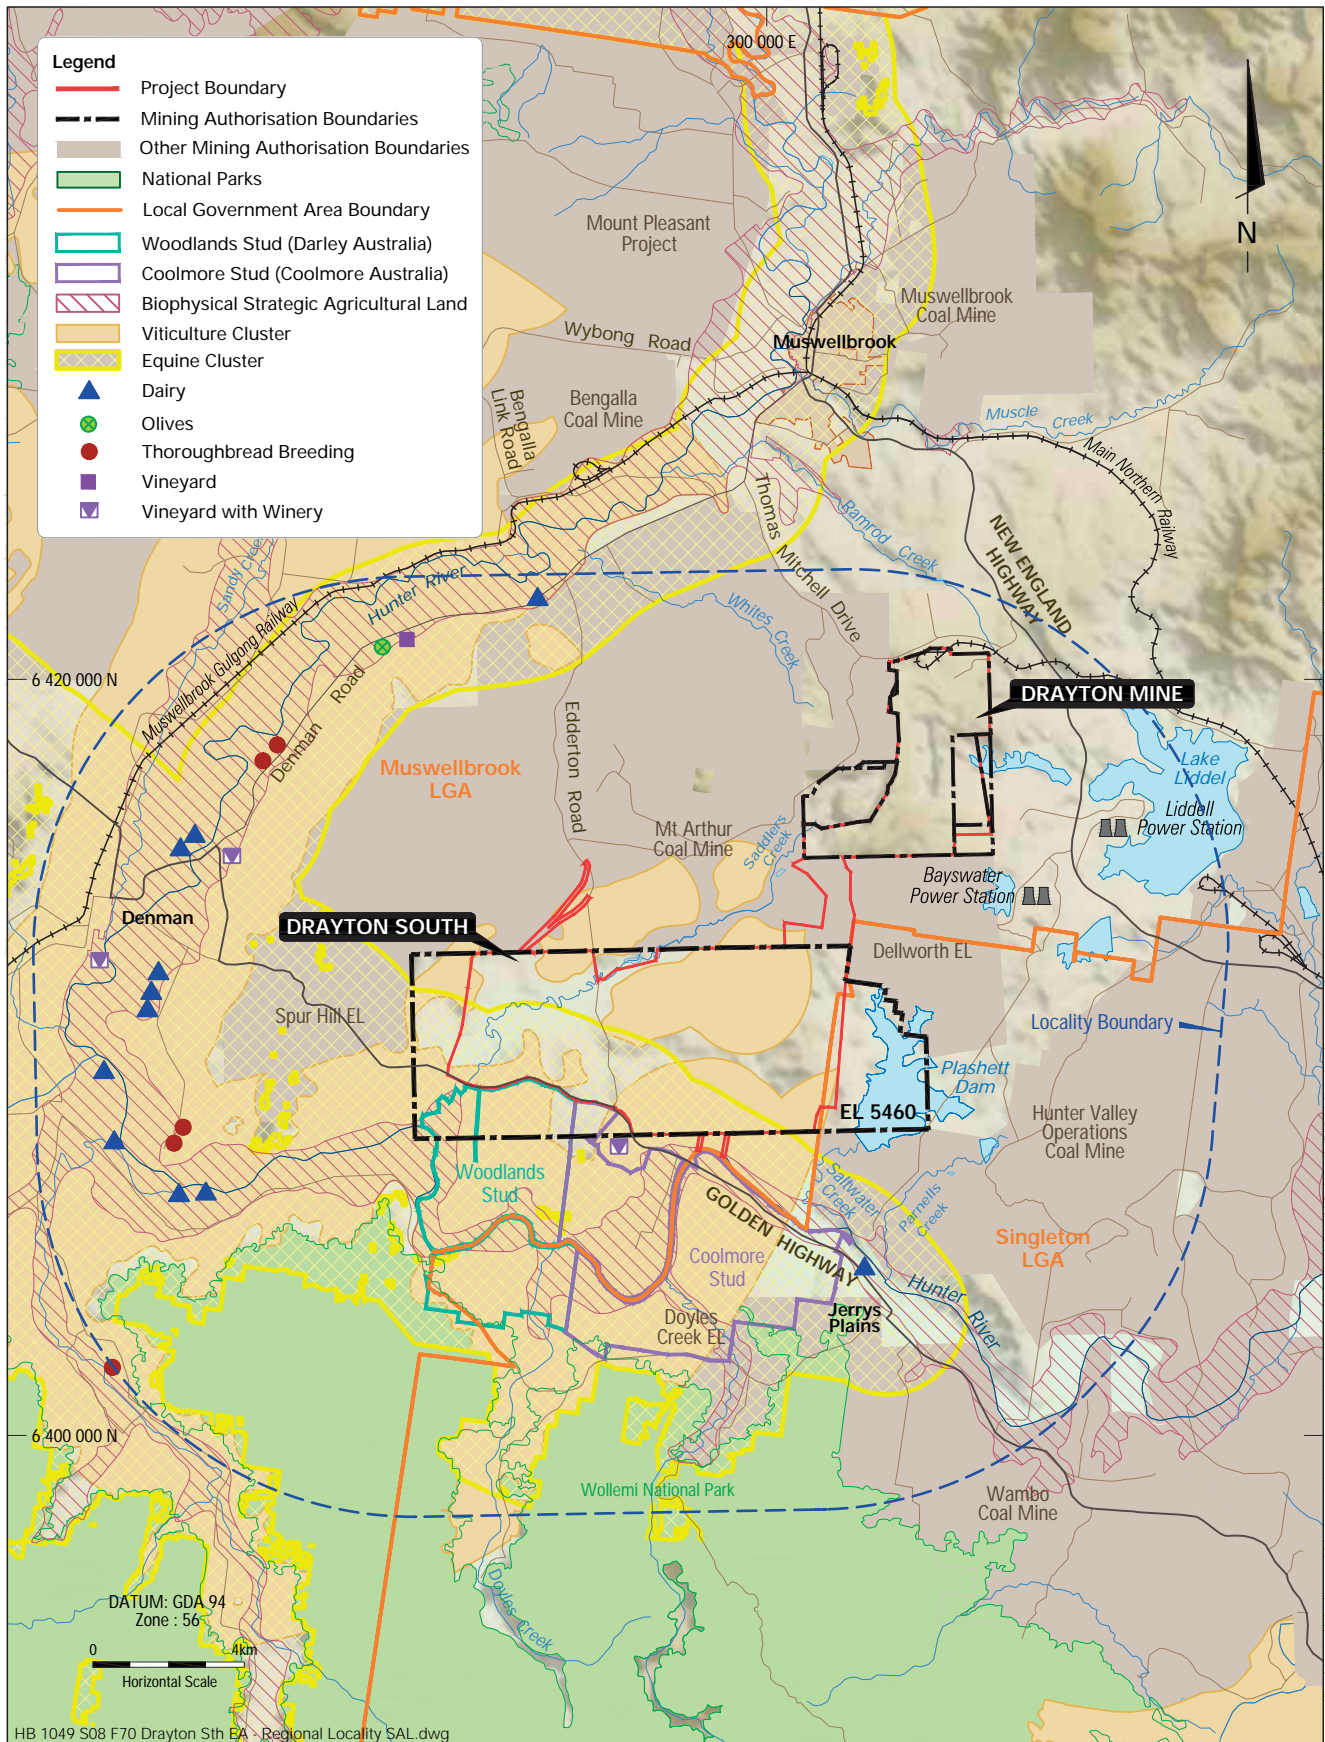 300 000 E
Legend
Project Boundary
Mining Authorisation Boundaries
Other Mining Authorisation Boundaries
National Parks
Local Government Area Boundary
Woodlands Stud (Darley Australia)
Coolmore Stud (Coolmore Australia)
Biophysical Strategic Agricultural Land
Viticulture Cluster
Equine Cluster
Dairy
Olives
Thoroughbread Breeding
Vineyard
Vineyard with Winery
N
Mount Pleasant
Project
Muswellbrook
Coal Mine
Wybong Road
Muswellbrook
Bengalla
Link Road
Bengalla
Coal Mine
Muscle Creek
Main Northern Railway
Thomas Mitchell Drive
Ramrod Creek
NEW ENGLAND
HIGHWAY
Sandy Creek
Hunter River
Whites Creek
Muswellbrook Gulgong Railway
6 420 000 N
Denman Road
Edderton Road
DRAYTON MINE
Muswellbrook
LGA
Lake
Liddel
Liddell
Power Station
Mt Arthur
Coal Mine
Saddlers
Creek
Bayswater
Power Station
Denman
DRAYTON SOUTH
Dellworth EL
Spur Hill EL
Locality Boundary
Plashett
Dam
EL 5460
Hunter Valley
Operations
Coal Mine
Woodlands
Stud
Saltwater
Creek
Parnells
Creek
GOLDEN HIGHWAY
Singleton
LGA
Coolmore
Stud
Hunter River
Doyles
Creek EL
Jerrys
Plains
6 400 000 N
Wollemi National Park
Wambo
Coal Mine
Doyles Creek
DATUM: GDA 94
Zone : 56
0 4km
Horizontal Scale
HB 1049 S08 F70 Drayton Sth EA - Regional Locality SAL.dwg